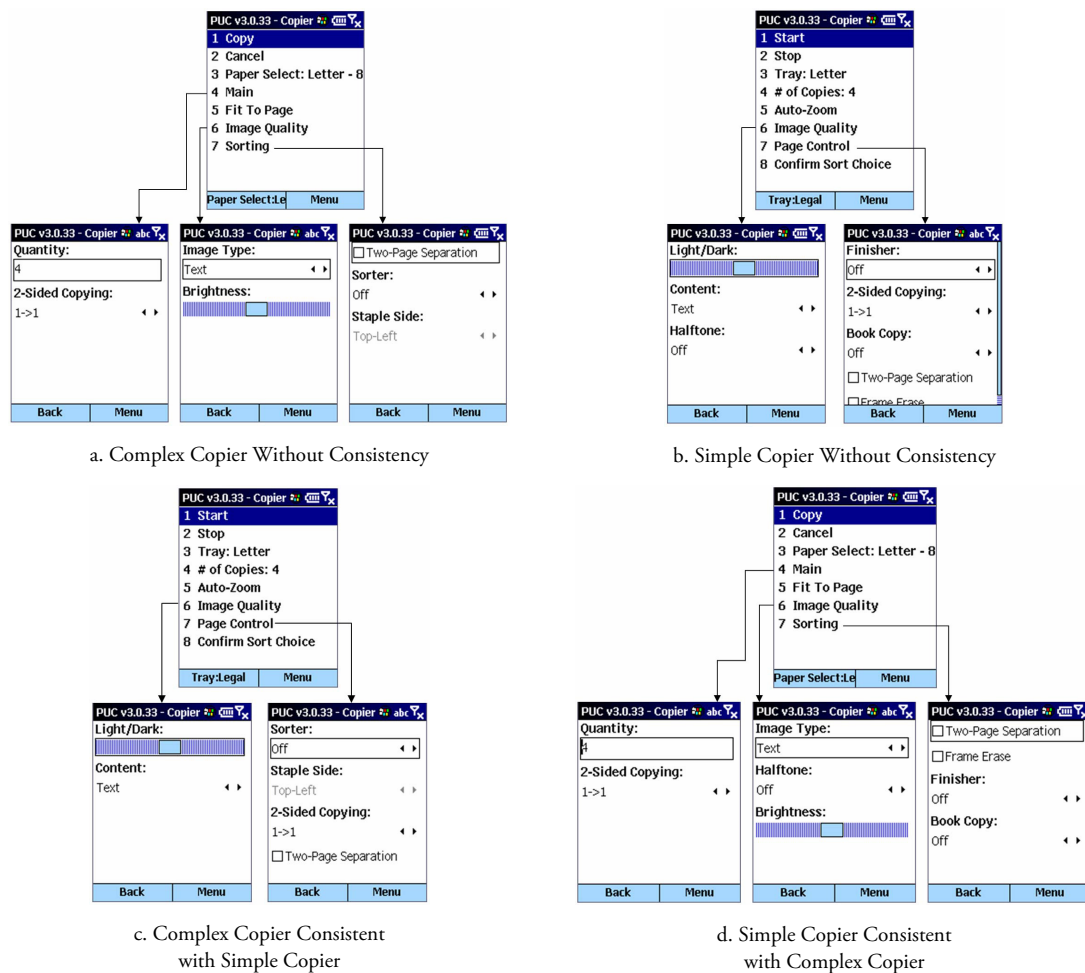 PUC v3.0.33 - Copier
1 Copy
2 Cancel
3 Paper Select: Letter - 8
4 Main
5 Fit To Page
6 Image Quality
7 Sorting
Paper Select:Le Menu
PUC v3.0.33 - Copier abc
Quantity:
4
2-Sided Copying:
1->1
Back Menu
PUC v3.0.33 - Copier abc
Image Type:
Text
Brightness:
Back Menu
PUC v3.0.33 - Copier
Two-Page Separation
Sorter:
Off
Staple Side:
Top-Left
Back Menu
a. Complex Copier Without Consistency
PUC v3.0.33 - Copier
1 Start
2 Stop
3 Tray: Letter
4 # of Copies: 4
5 Auto-Zoom
6 Image Quality
7 Page Control
8 Confirm Sort Choice
Tray:Legal Menu
PUC v3.0.33 - Copier
Light/Dark:
Content:
Text
Halftone:
Off
Back Menu
PUC v3.0.33 - Copier
Finisher:
Off
2-Sided Copying:
1->1
Book Copy:
Off
Two-Page Separation
Frame Erase
Back Menu
b. Simple Copier Without Consistency
PUC v3.0.33 - Copier
1 Start
2 Stop
3 Tray: Letter
4 # of Copies: 4
5 Auto-Zoom
6 Image Quality
7 Page Control
8 Confirm Sort Choice
Tray:Legal Menu
PUC v3.0.33 - Copier
Light/Dark:
Content:
Text
Back Menu
PUC v3.0.33 - Copier abc
Sorter:
Off
Staple Side:
Top-Left
2-Sided Copying:
1->1
Two-Page Separation
Back Menu
c. Complex Copier Consistent
with Simple Copier
PUC v3.0.33 - Copier
1 Copy
2 Cancel
3 Paper Select: Letter - 8
4 Main
5 Fit To Page
6 Image Quality
7 Sorting
Paper Select:Le Menu
PUC v3.0.33 - Copier abc
Quantity:
4
2-Sided Copying:
1->1
Back Menu
PUC v3.0.33 - Copier abc
Image Type:
Text
Halftone:
Off
Brightness:
Back Menu
PUC v3.0.33 - Copier
Two-Page Separation
Frame Erase
Finisher:
Off
Book Copy:
Off
Back Menu
d. Simple Copier Consistent
with Complex Copier